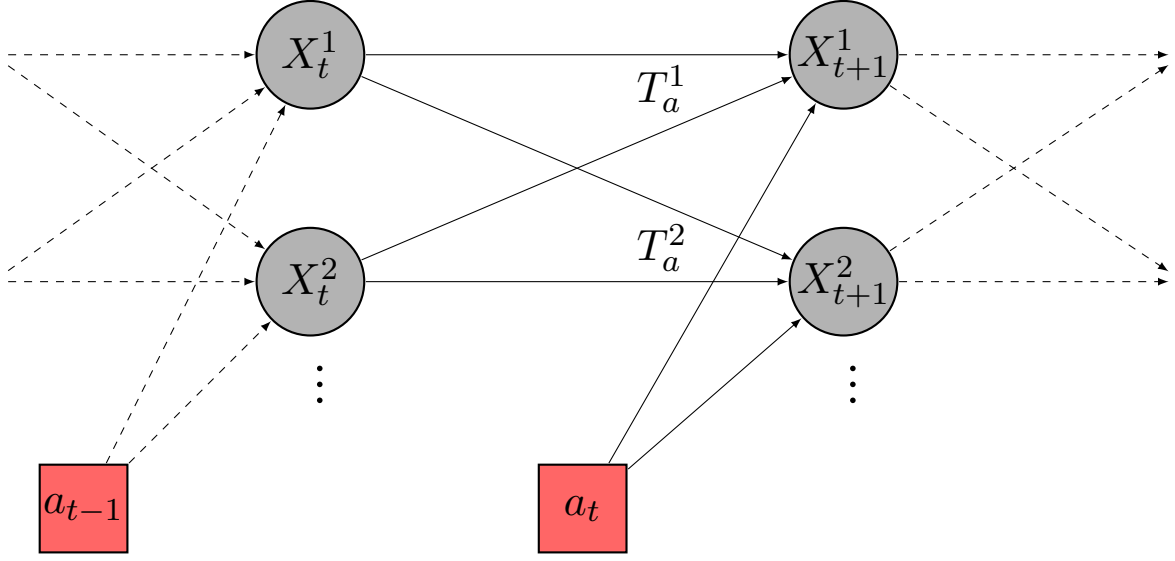 X_t^1
X_{t+1}^1
T_a^1
T_a^2
X_t^2
X_{t+1}^2
⋮ ⋮
a_{t−1}
a_t